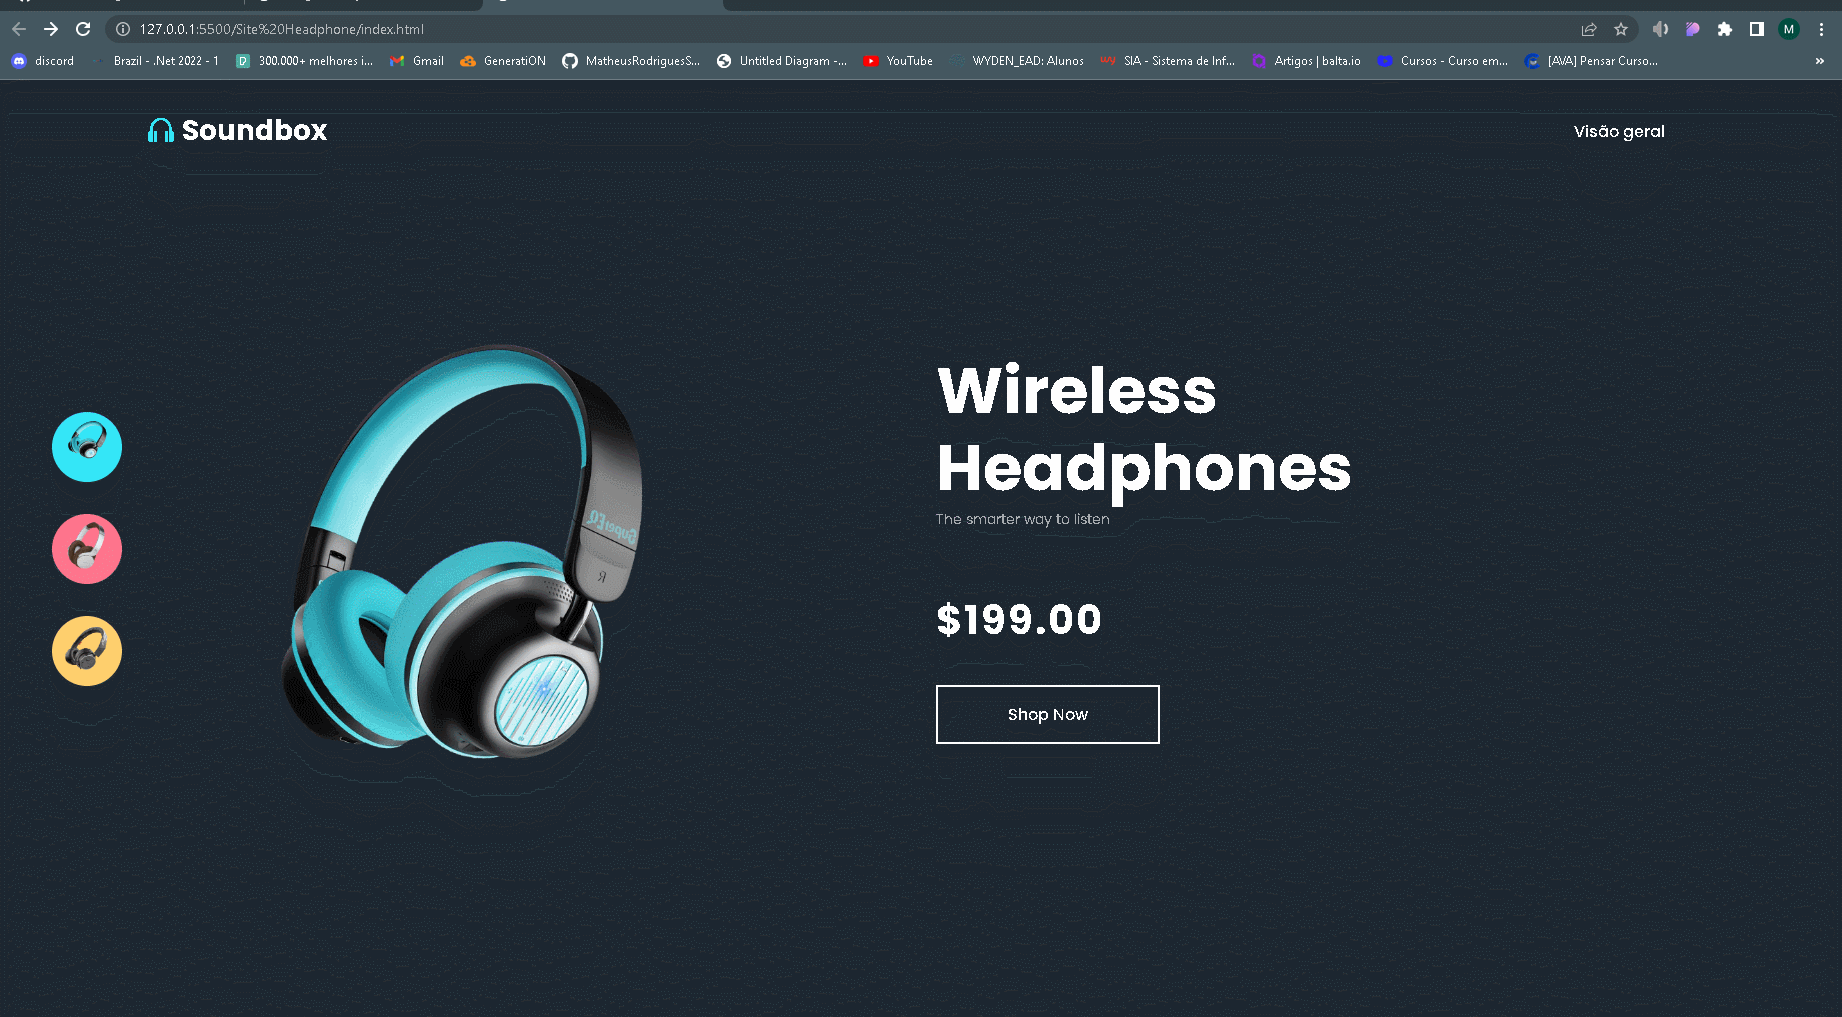 127.0.0.1:5500/Site%20Headphone/index.html
M
discord
Brazil - .Net 2022 - 1
D
300.000+ melhores i...
Gmail
GeneratiON
MatheusRodriguesS...
Untitled Diagram -...
YouTube
WYDEN_EAD: Alunos
SIA - Sistema de Inf...
Artigos | balta.io
Cursos - Curso em...
[AVA] Pensar Curso...
»
Soundbox
Visão geral
Wireless
Headphones
The smarter way to listen
SuperEQ
R
$199.00
Shop Now